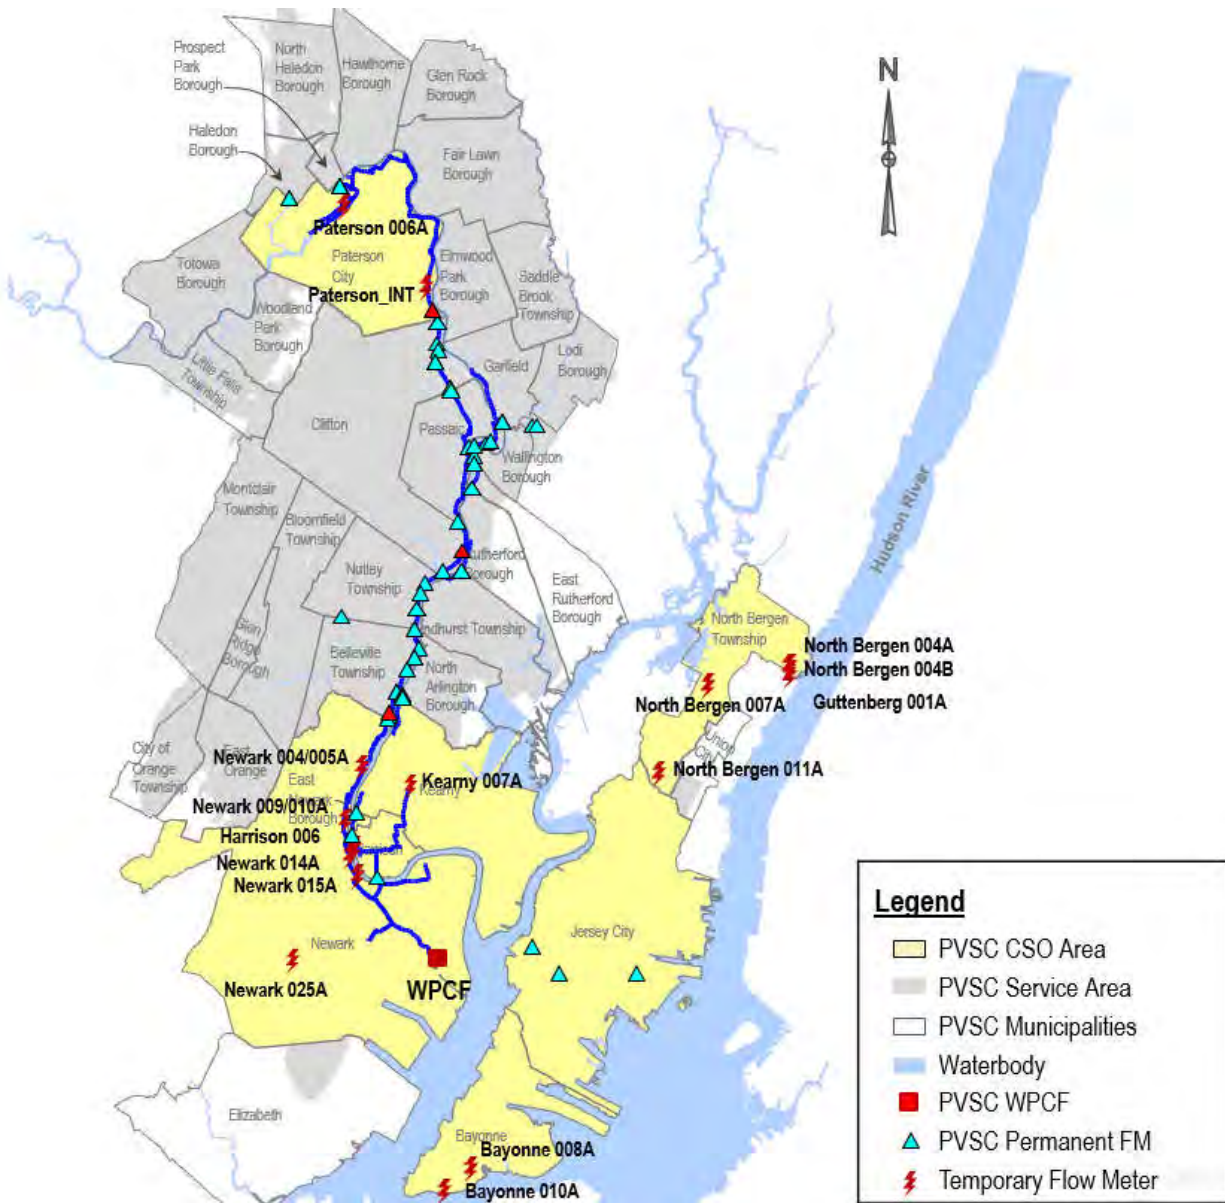 Prospect
Park
Borough
North
Haledon
Borough
Hawthorne
Borough
Glen Rock
Borough
N
Haledon
Borough
Fair Lawn
Borough
Paterson 006A
Paterson
City
Totowa
Borough
Elmwood
Park
Borough
Saddle
Brook
Township
Paterson_INT
Woodland
Park
Borough
Little Falls
Township
Garfield
Lodi
Borough
Clifton
Passaic
Wallington
Borough
Montclair
Township
Bloomfield
Township
Hudson River
Nutley
Township
Rutherford
Borough
East
Rutherford
Borough
Glen
Ridge
Borough
Belleville
Township
Lyndhurst Township
North
Arlington
Borough
North Bergen
Township
North Bergen 004A
North Bergen 004B
North Bergen 007A
Guttenberg 001A
Union
City
City of
Orange
Township
East
Orange
Newark 004/005A
North Bergen 011A
Kearny 007A
Kearny
East
Newark
Borough
Newark 009/010A
Harrison 006
Harrison
Newark 014A
Newark 015A
Newark
Jersey City
Newark 025A
WPCF
Elizabeth
Bayonne
Bayonne 008A
Bayonne 010A
Legend
PVSC CSO Area
PVSC Service Area
PVSC Municipalities
Waterbody
PVSC WPCF
PVSC Permanent FM
Temporary Flow Meter